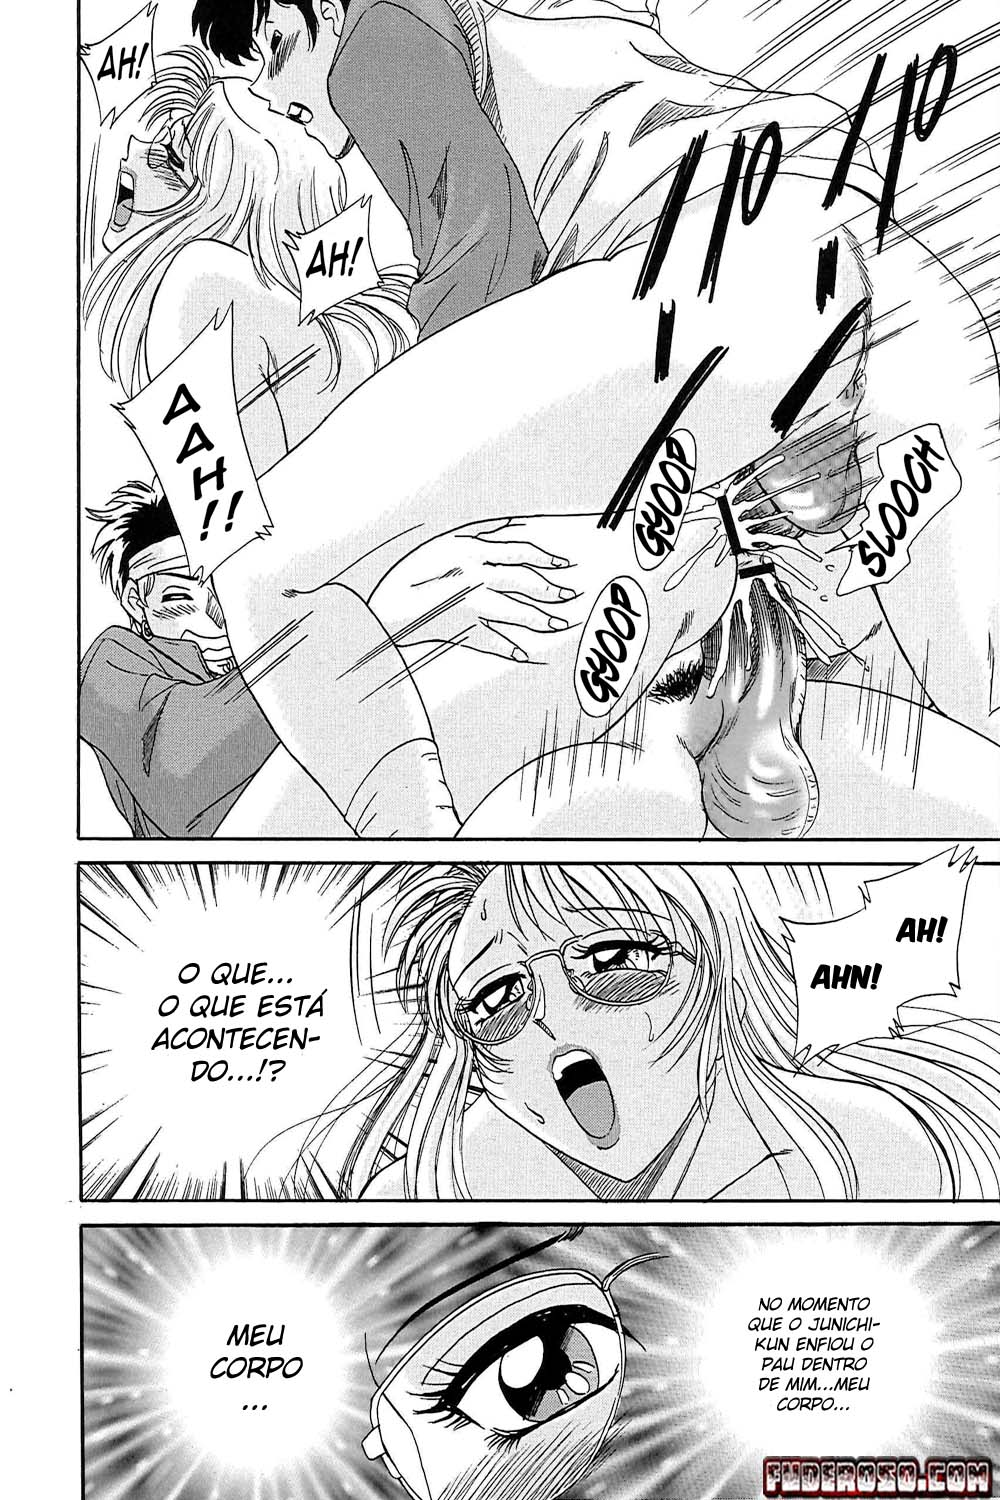 AH!
AH!
AAH!!
GYOOP
GYOOP
SLOOCH
O QUE...
O QUE ESTÁ
ACONTECEN-
DO...!?
AH!
AHN!
MEU
CORPO
...
NO MOMENTO
QUE O JUNICHI-
KUN ENFIOU O
PAU DENTRO
DE MIM...MEU
CORPO...
FUDEROSO.COM